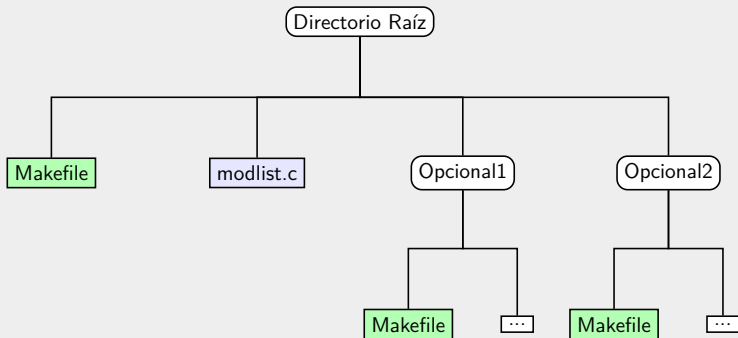 Directorio Raíz
Makefile
modlist.c
Opcional1
Opcional2
Makefile
...
Makefile
...